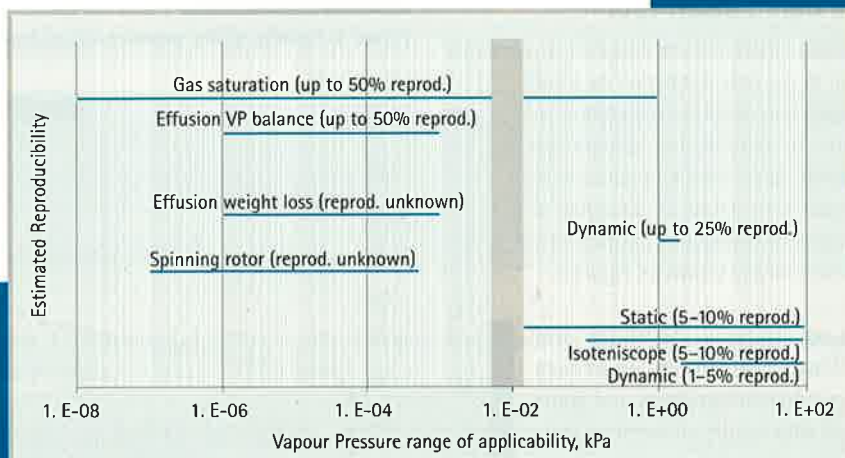 Gas saturation (up to 50% reprod.)
Effusion VP balance (up to 50% reprod.)
Effusion weight loss (reprod. unknown)
Dynamic (up to 25% reprod.)
Spinning rotor (reprod. unknown)
Static (5–10% reprod.)
Isoteniscope (5–10% reprod.)
Dynamic (1–5% reprod.)
Estimated Reproducibility
1. E-08 1. E-06 1. E-04 1. E-02 1. E+00 1. E+02
Vapour Pressure range of applicability, kPa